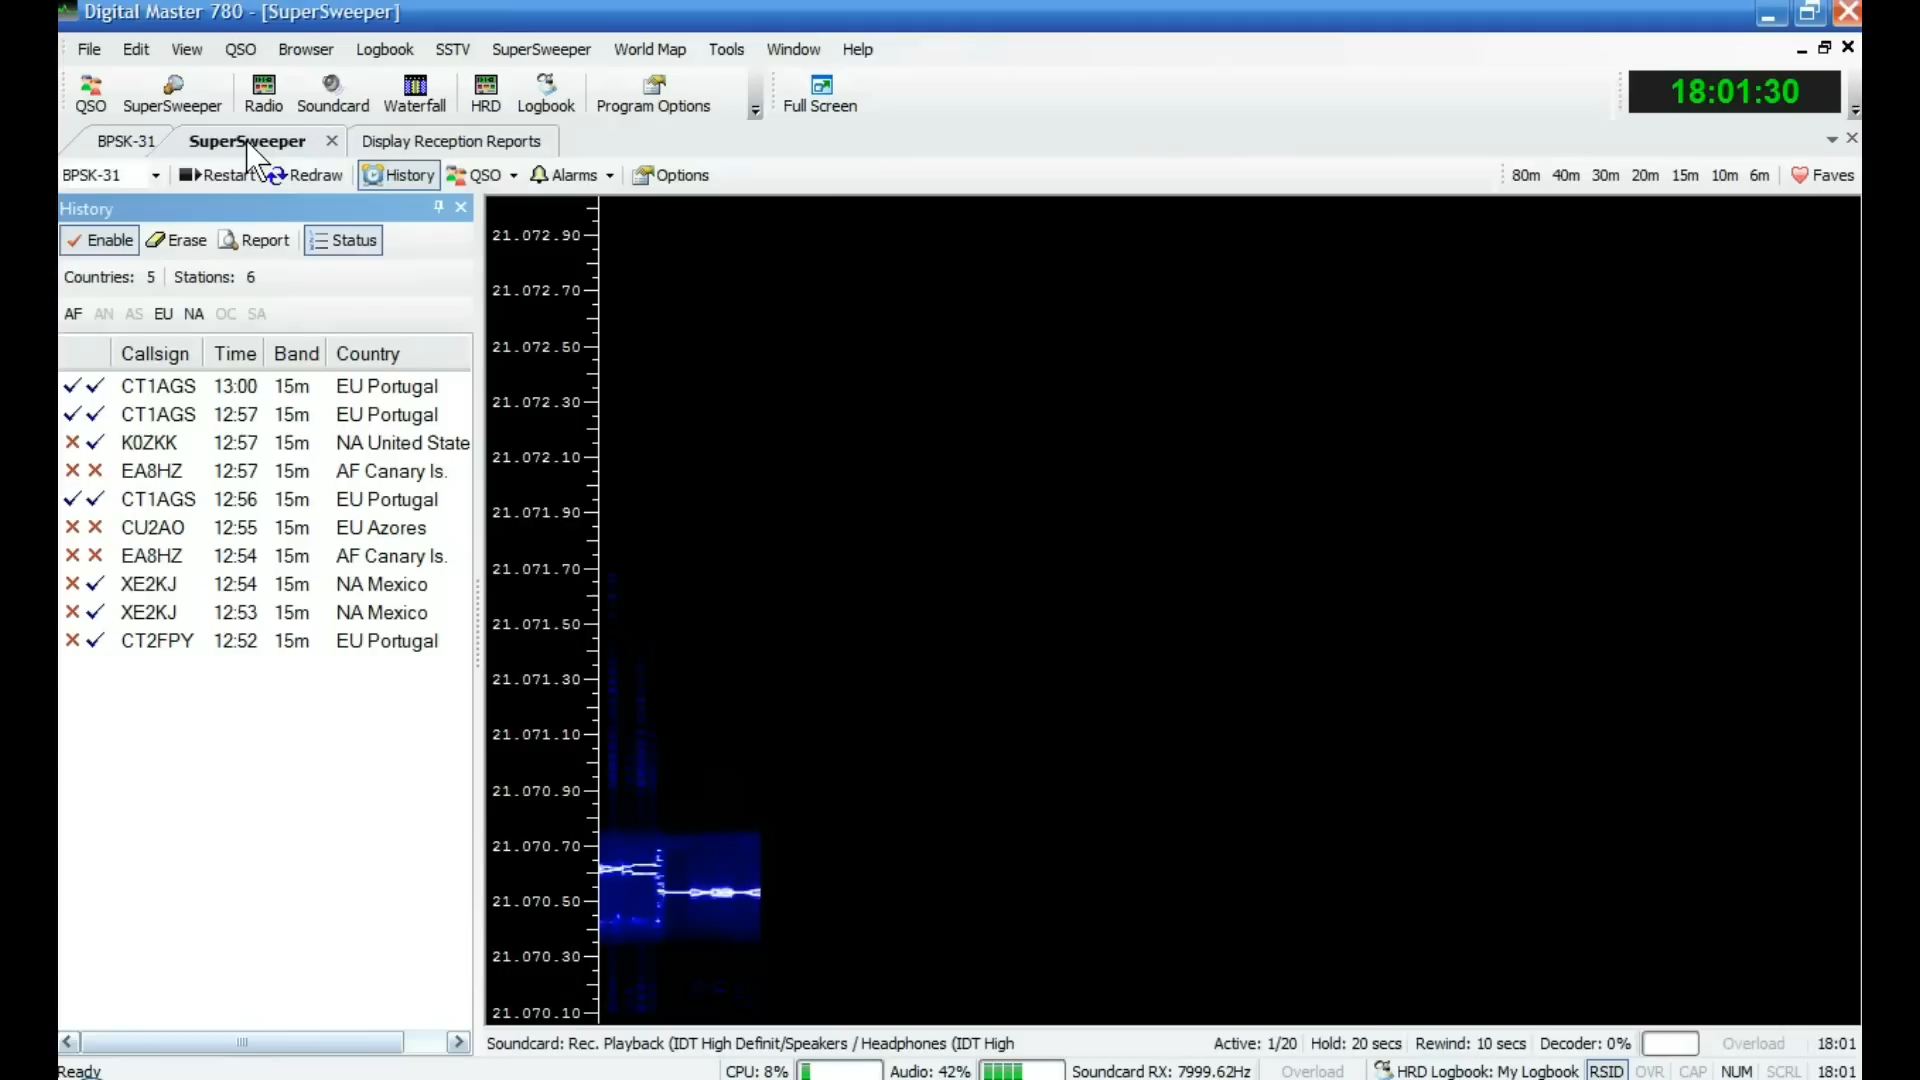 Digital Master 780 - [SuperSweeper]
File Edit View QSO Browser Logbook SSTV SuperSweeper World Map Tools Window Help
QSO SuperSweeper Radio Soundcard Waterfall HRD Logbook Program Options Full Screen 18:01:30
BPSK-31 SuperSweeper Display Reception Reports
BPSK-31 Restart Redraw History QSO Alarms Options 80m 40m 30m 20m 15m 10m 6m Faves
History
Enable Erase Report Status
Countries: 5 Stations: 6
AF AN AS EU NA OC SA
Callsign Time Band Country
CT1AGS 13:00 15m EU Portugal
CT1AGS 12:57 15m EU Portugal
K0ZKK 12:57 15m NA United State
EA8HZ 12:57 15m AF Canary Is.
CT1AGS 12:56 15m EU Portugal
CU2AO 12:55 15m EU Azores
EA8HZ 12:54 15m AF Canary Is.
XE2KJ 12:54 15m NA Mexico
XE2KJ 12:53 15m NA Mexico
CT2FPY 12:52 15m EU Portugal
21.072.90
21.072.70
21.072.50
21.072.30
21.072.10
21.071.90
21.071.70
21.071.50
21.071.30
21.071.10
21.070.90
21.070.70
21.070.50
21.070.30
21.070.10
Soundcard: Rec. Playback (IDT High Definit/Speakers / Headphones (IDT High Active: 1/20 Hold: 20 secs Rewind: 10 secs Decoder: 0% Overload 18:01
Ready CPU: 8% Audio: 42% Soundcard RX: 7999.62Hz Overload HRD Logbook: My Logbook RSID OVR CAP NUM SCRL 18:01